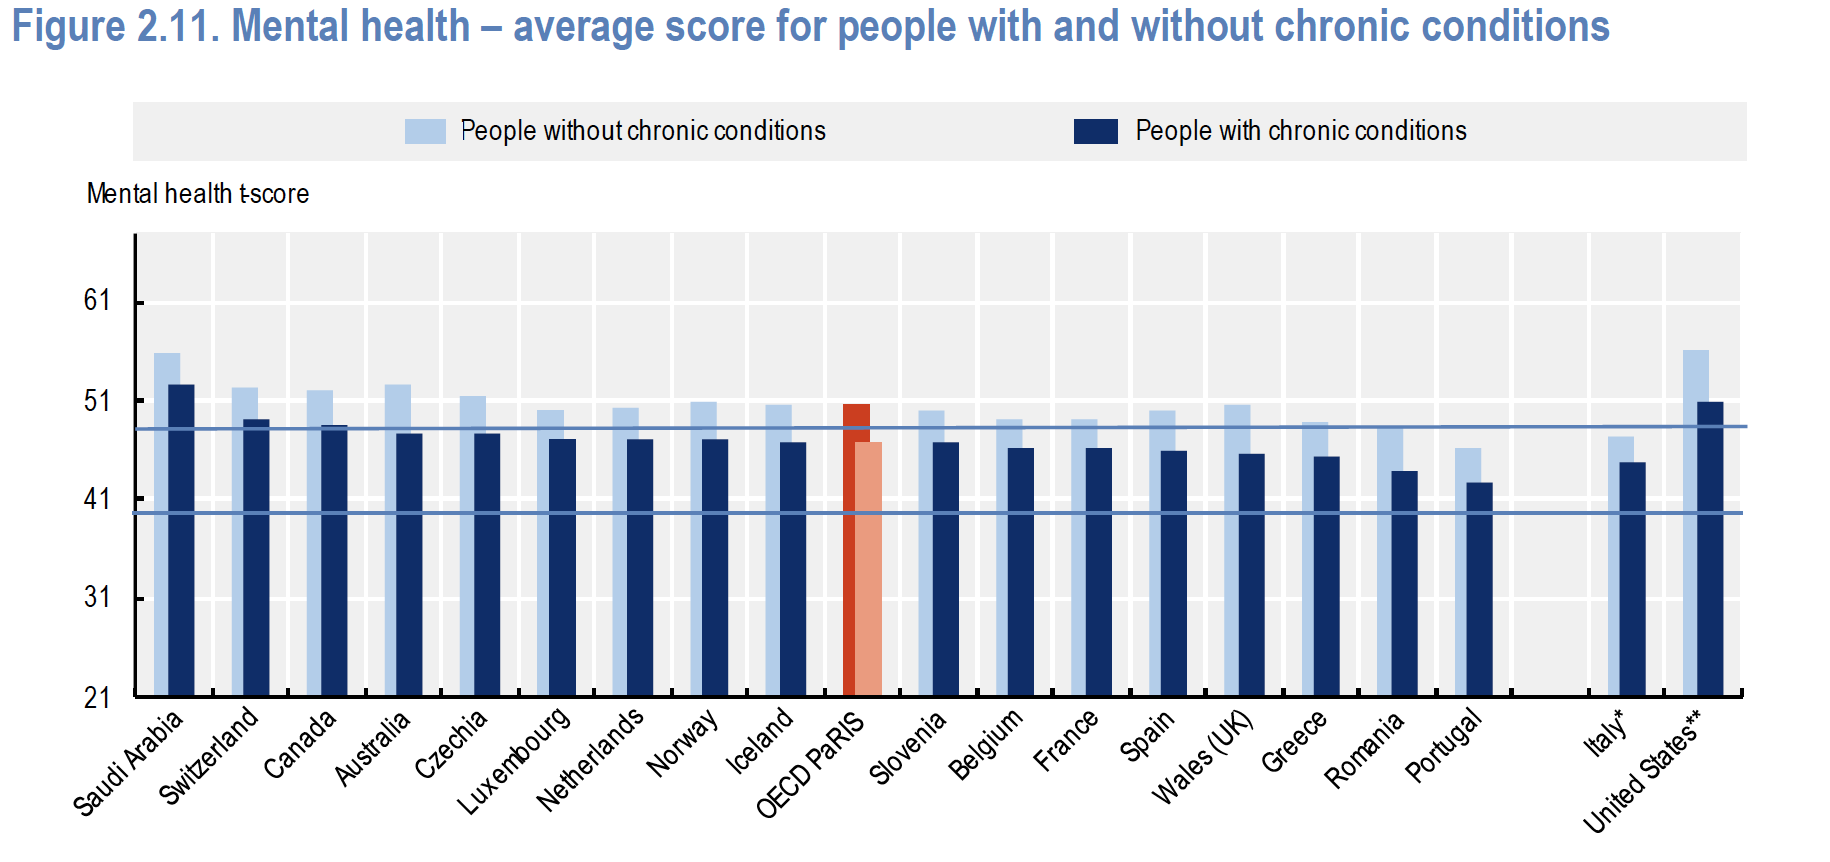 Figure 2.11. Mental health – average score for people with and without chronic conditions
People without chronic conditions
People with chronic conditions
Mental health t-score
61
51
41
31
21
Saudi Arabia
Switzerland
Canada
Australia
Czechia
Luxembourg
Netherlands
Norway
Iceland
OECD PaRIS
Slovenia
Belgium
France
Spain
Wales (UK)
Greece
Romania
Portugal
Italy*
United States**